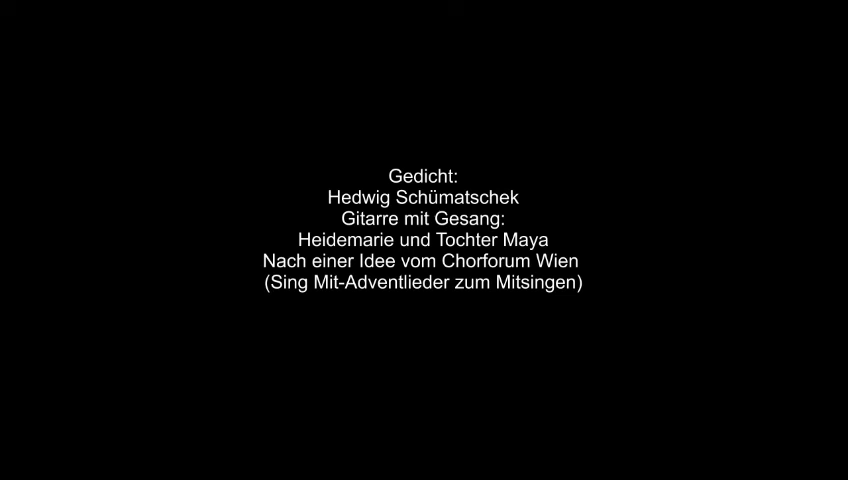 Gedicht:
Hedwig Schümatschek
Gitarre mit Gesang:
Heidemarie und Tochter Maya
Nach einer Idee vom Chorforum Wien
(Sing Mit-Adventlieder zum Mitsingen)